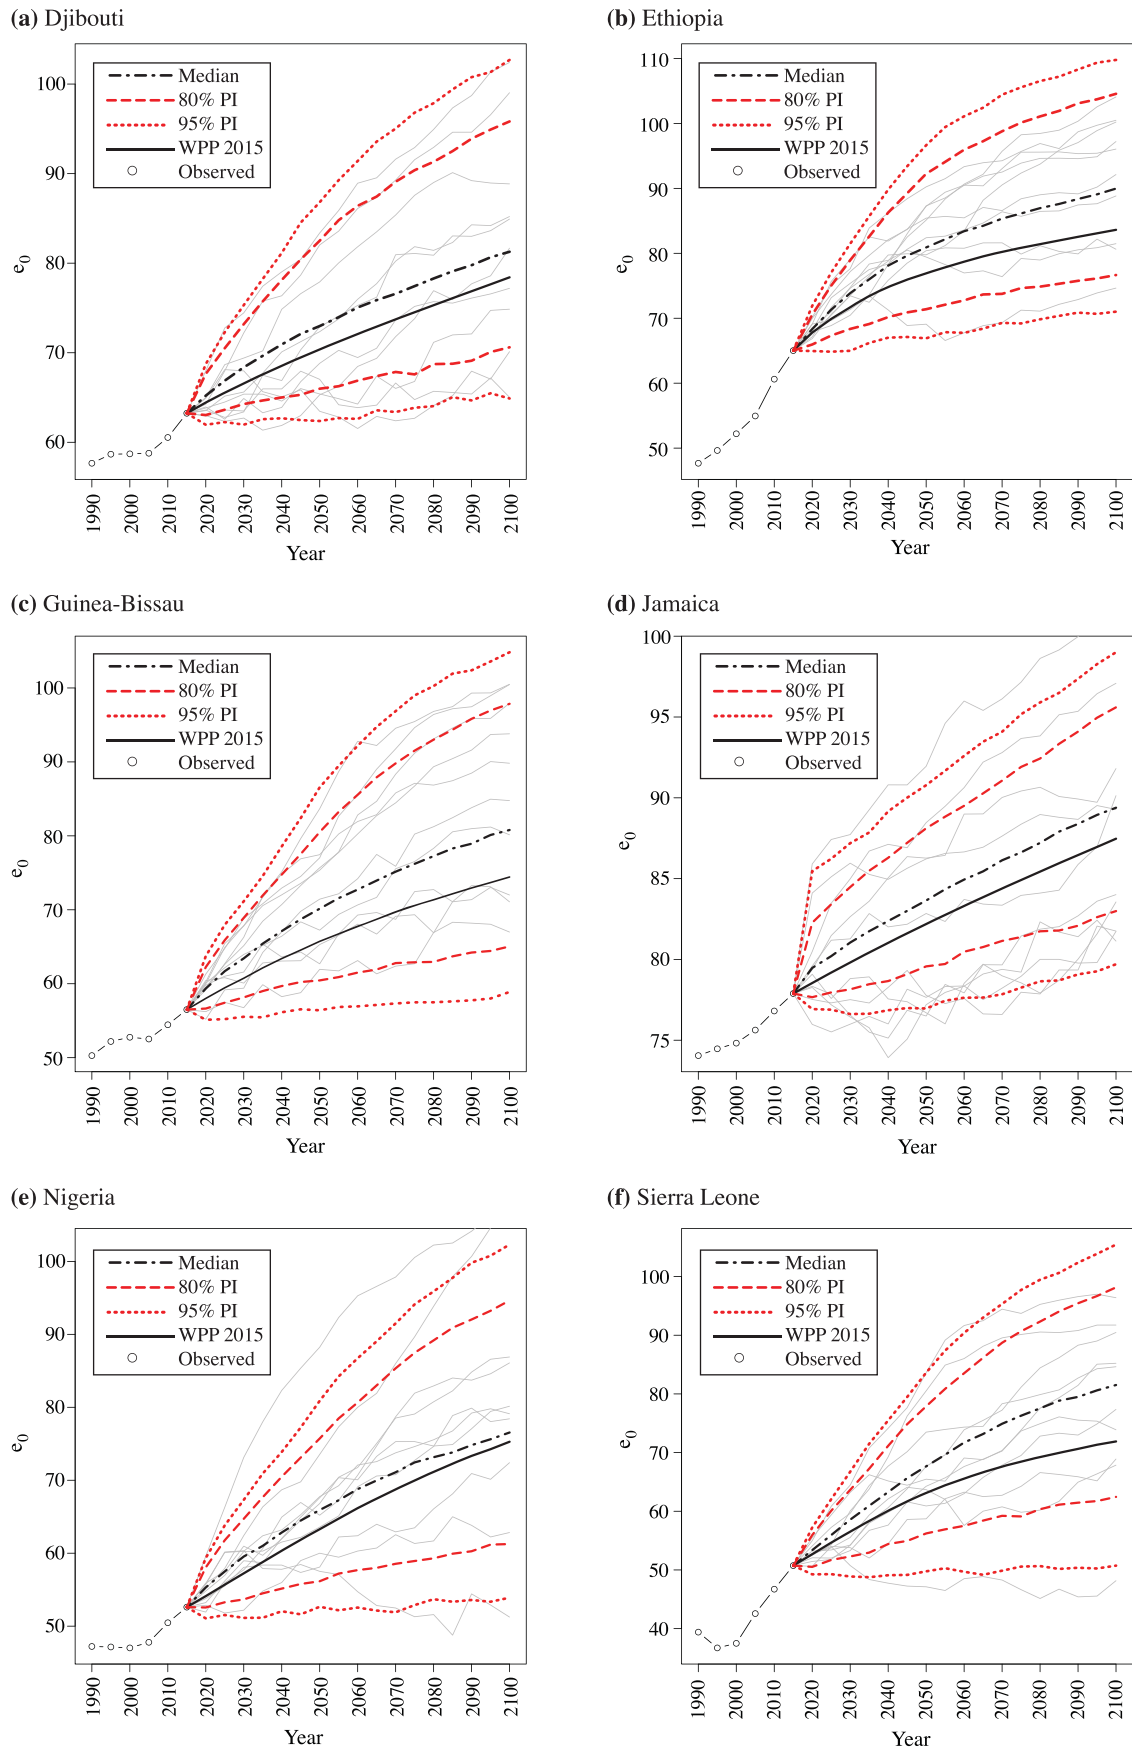 (a) Djibouti
Median
80% PI
95% PI
WPP 2015
Observed
100
90
80
70
60
e0
1990
2000
2010
2020
2030
2040
2050
2060
2070
2080
2090
2100
Year
(b) Ethiopia
Median
80% PI
95% PI
WPP 2015
Observed
110
100
90
80
70
60
50
e0
1990
2000
2010
2020
2030
2040
2050
2060
2070
2080
2090
2100
Year
(c) Guinea-Bissau
Median
80% PI
95% PI
WPP 2015
Observed
100
90
80
70
60
50
e0
1990
2000
2010
2020
2030
2040
2050
2060
2070
2080
2090
2100
Year
(d) Jamaica
Median
80% PI
95% PI
WPP 2015
Observed
100
95
90
85
80
75
e0
1990
2000
2010
2020
2030
2040
2050
2060
2070
2080
2090
2100
Year
(e) Nigeria
Median
80% PI
95% PI
WPP 2015
Observed
100
90
80
70
60
50
e0
1990
2000
2010
2020
2030
2040
2050
2060
2070
2080
2090
2100
Year
(f) Sierra Leone
Median
80% PI
95% PI
WPP 2015
Observed
100
90
80
70
60
50
40
e0
1990
2000
2010
2020
2030
2040
2050
2060
2070
2080
2090
2100
Year